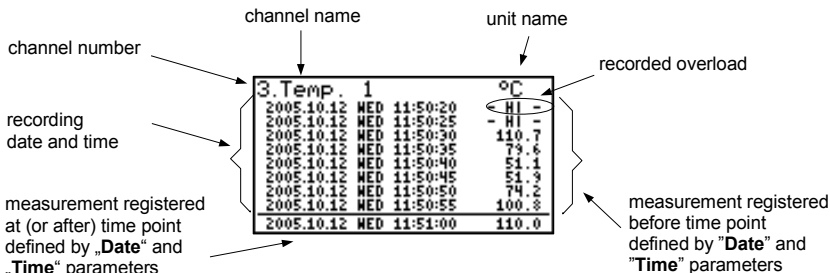 channel name
unit name
channel number
recorded overload
3.Temp. 1 °C
2005.10.12 WED 11:50:20 - HI -
2005.10.12 WED 11:50:25 - HI -
2005.10.12 WED 11:50:30 110.7
2005.10.12 WED 11:50:35 79.6
2005.10.12 WED 11:50:40 51.1
2005.10.12 WED 11:50:45 51.9
2005.10.12 WED 11:50:50 74.2
2005.10.12 WED 11:50:55 100.8
2005.10.12 WED 11:51:00 110.0
recording
date and time
measurement registered
at (or after) time point
defined by „Date“ and
„Time“ parameters
measurement registered
before time point
defined by ”Date” and
”Time” parameters